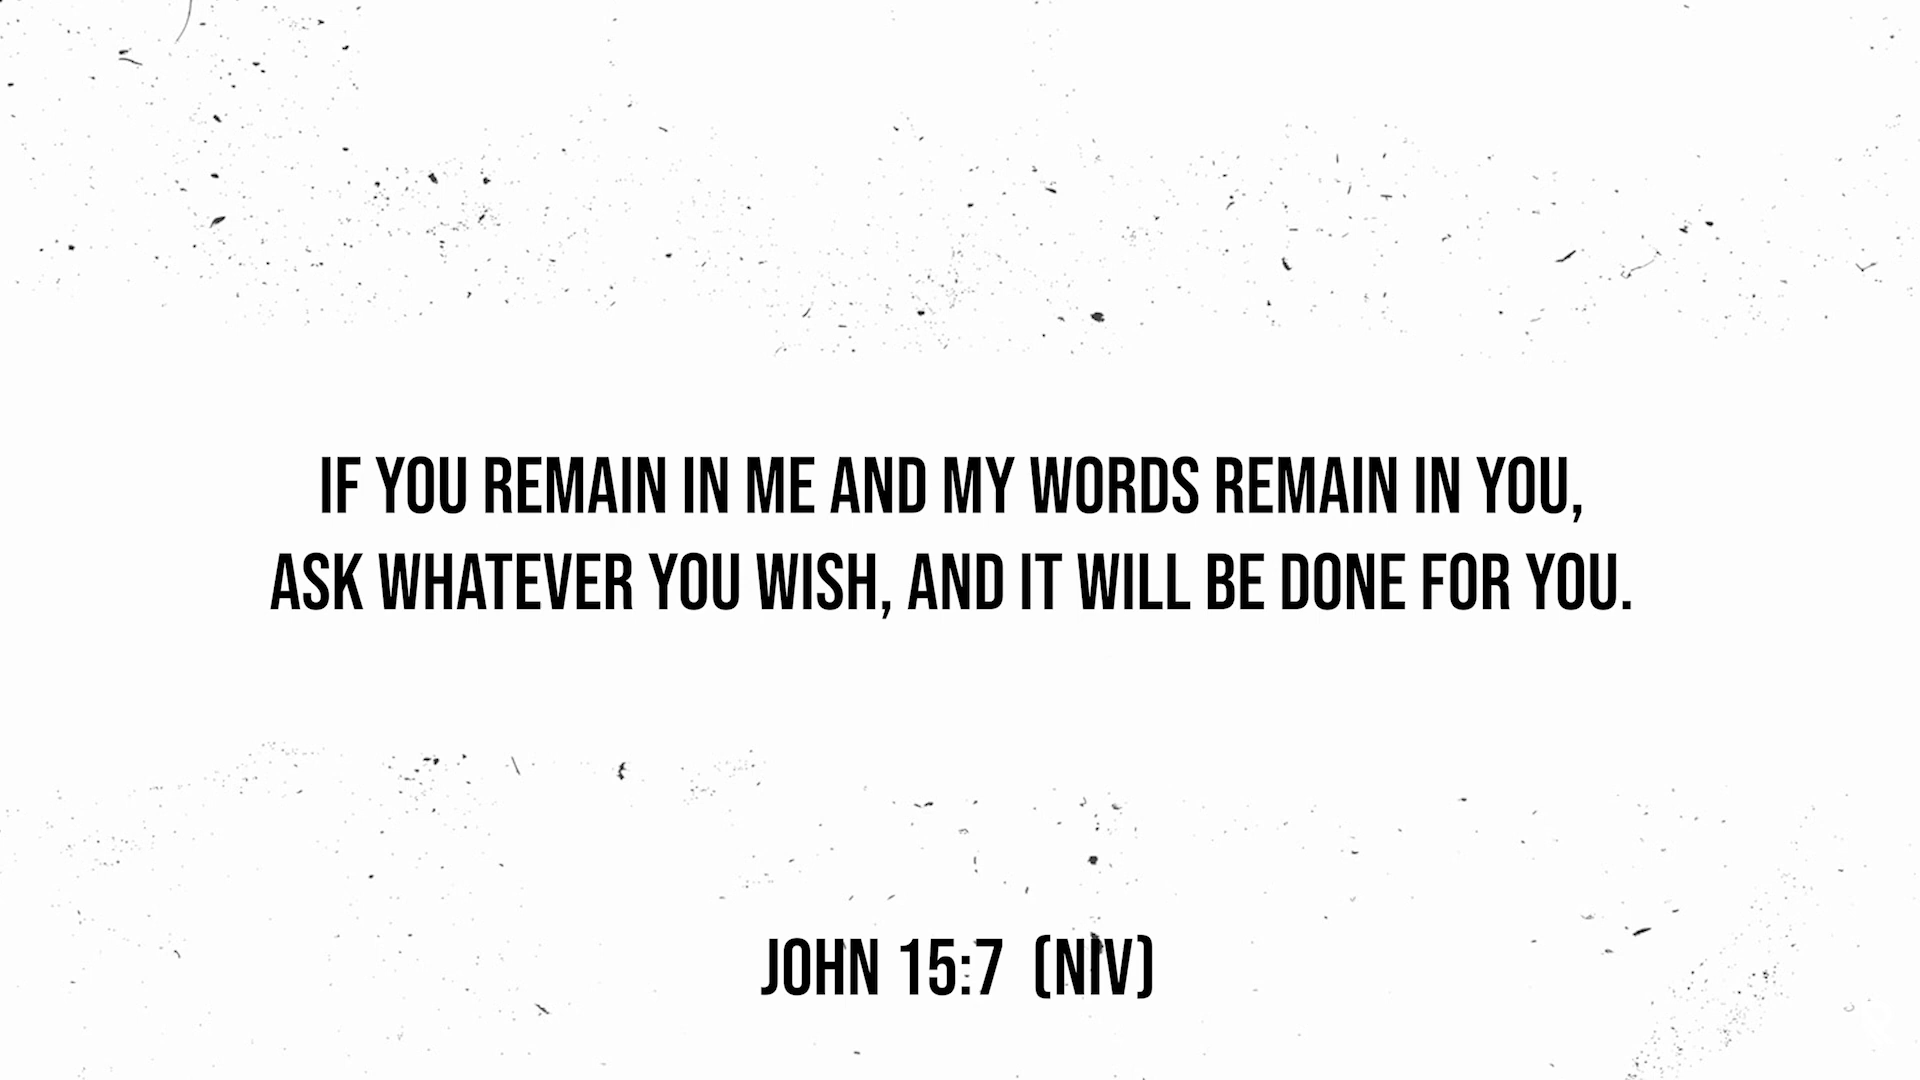 IF YOU REMAIN IN ME AND MY WORDS REMAIN IN YOU,
ASK WHATEVER YOU WISH, AND IT WILL BE DONE FOR YOU.
JOHN 15:7 (NIV)